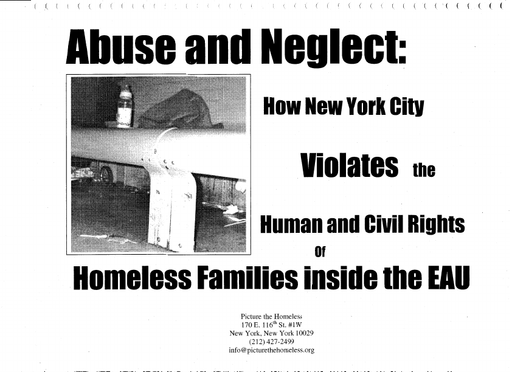 Abuse and Neglect:
How New York City
Violates the
Human and Civil Rights
Of
Homeless Families inside the EAU
Picture the Homeless
170 E. 116th St. #1W
New York, New York 10029
(212) 427-2499
info@picturethehomeless.org